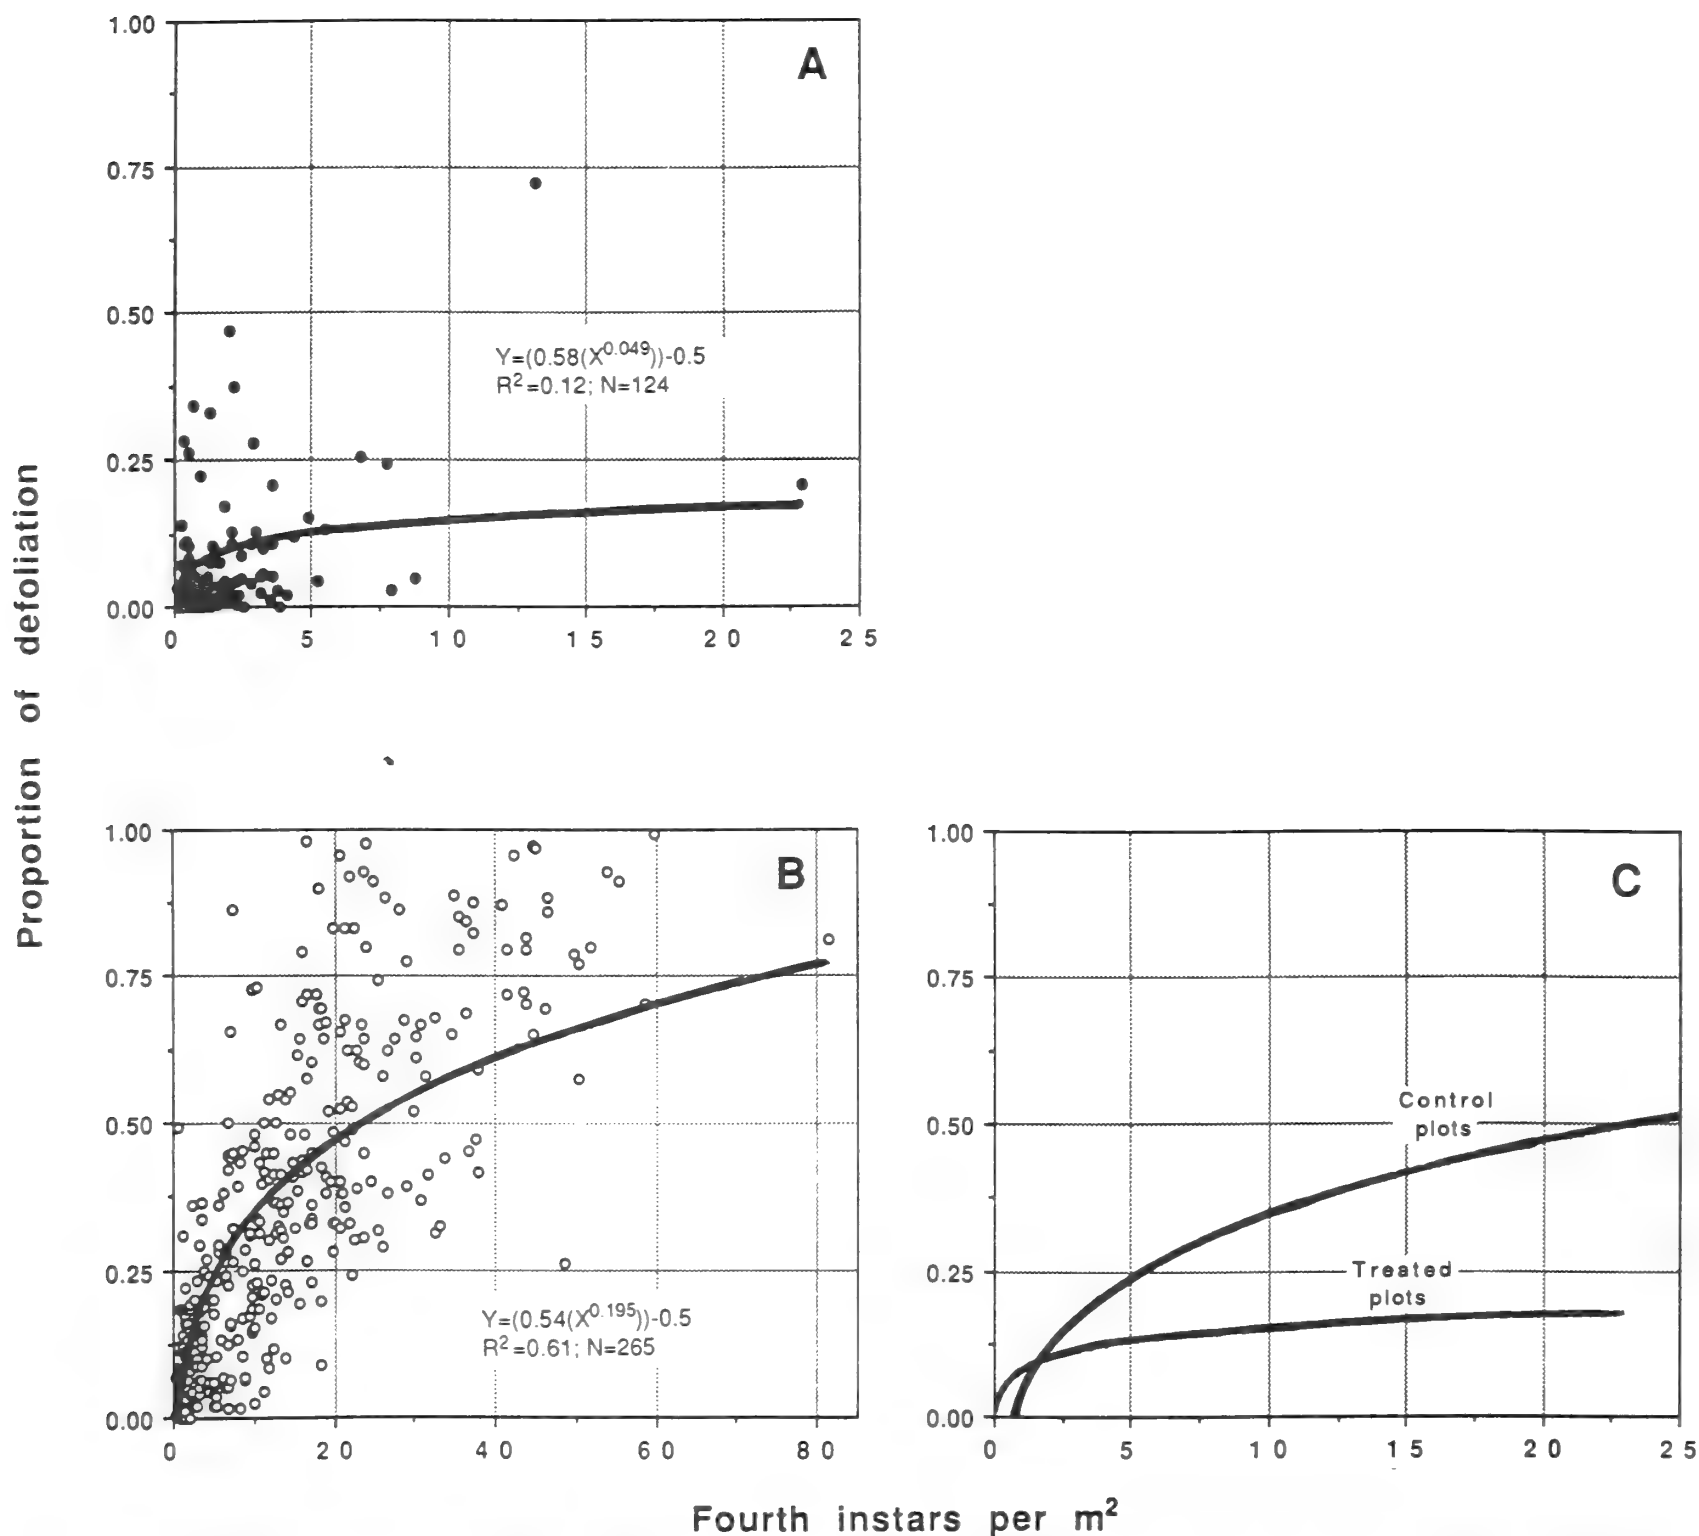 Proportion of defoliation
1.00
0.75
0.50
0.25
0.00
A
Y=(0.58(X^0.049))-0.5
R²=0.12; N=124
0 5 10 15 20 25
1.00
0.75
0.50
0.25
0.00
B
Y=(0.54(X^0.195))-0.5
R²=0.61; N=265
0 20 40 60 80
1.00
0.75
0.50
0.25
0.00
C
Control
plots
Treated
plots
0 5 10 15 20 25
Fourth instars per m²